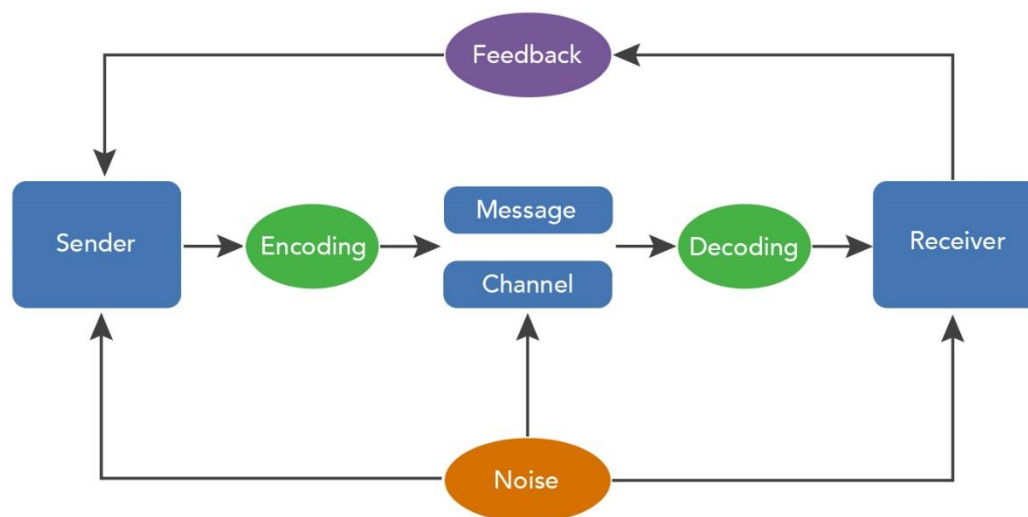 Feedback
Sender
Encoding
Message
Channel
Decoding
Receiver
Noise